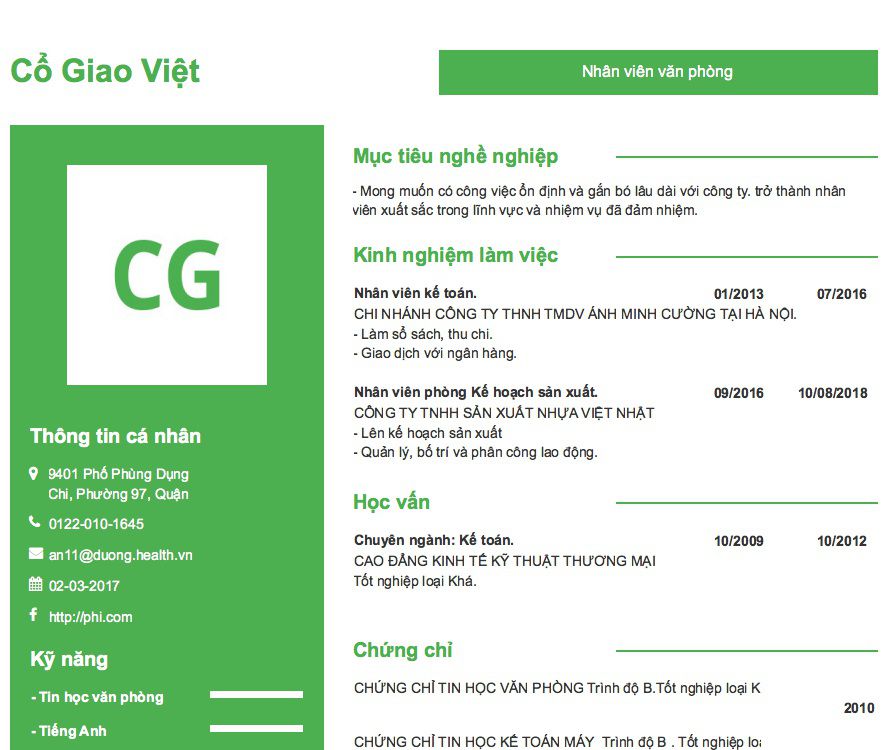 Cổ Giao Việt
Nhân viên văn phòng
CG
Thông tin cá nhân
9401 Phố Phùng Dụng
Chi, Phường 97, Quận
0122-010-1645
an11@duong.health.vn
02-03-2017
http://phi.com
Kỹ năng
- Tin học văn phòng
- Tiếng Anh
Mục tiêu nghề nghiệp
- Mong muốn có công việc ổn định và gắn bó lâu dài với công ty. trở thành nhân
viên xuất sắc trong lĩnh vực và nhiệm vụ đã đảm nhiệm.
Kinh nghiệm làm việc
Nhân viên kế toán. 01/2013 07/2016
CHI NHÁNH CÔNG TY THNH TMDV ÁNH MINH CƯỜNG TẠI HÀ NỘI.
- Làm sổ sách, thu chi.
- Giao dịch với ngân hàng.
Nhân viên phòng Kế hoạch sản xuất. 09/2016 10/08/2018
CÔNG TY TNHH SẢN XUẤT NHỰA VIỆT NHẬT
- Lên kế hoạch sản xuất
- Quản lý, bố trí và phân công lao động.
Học vấn
Chuyên ngành: Kế toán. 10/2009 10/2012
CAO ĐẲNG KINH TẾ KỸ THUẬT THƯƠNG MẠI
Tốt nghiệp loại Khá.
Chứng chỉ
CHỨNG CHỈ TIN HỌC VĂN PHÒNG Trình độ B.Tốt nghiệp loại K
2010
CHỨNG CHỈ TIN HỌC KẾ TOÁN MÁY Trình độ B . Tốt nghiệp loạ